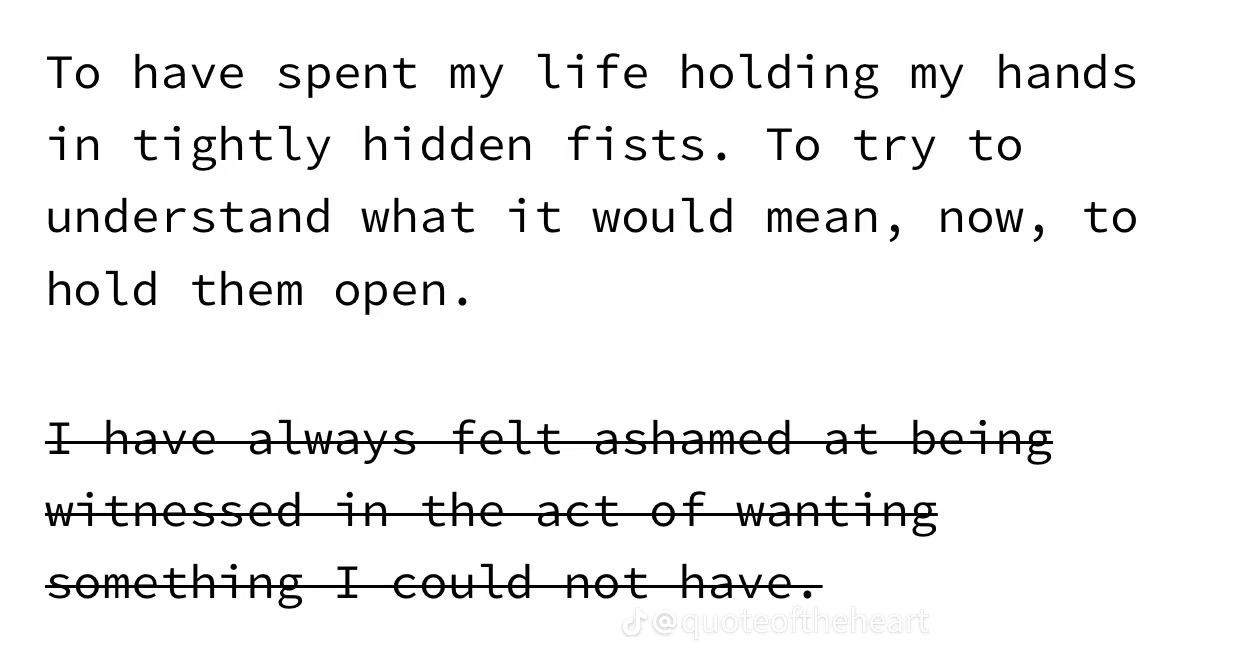 To have spent my life holding my hands
in tightly hidden fists. To try to
understand what it would mean, now, to
hold them open.
I have always felt ashamed at being
witnessed in the act of wanting
something I could not have.
@quoteoftheheart